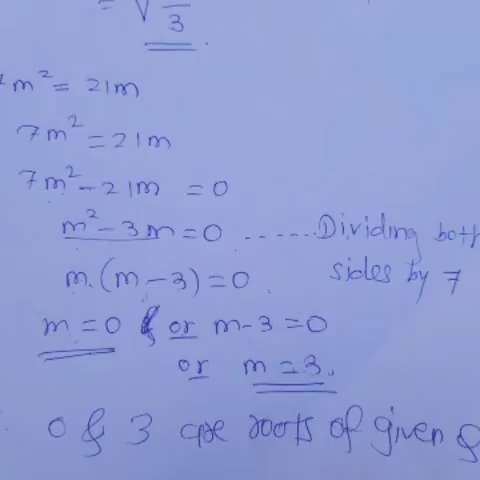 = √ 3
m² = 21m
7m² = 21m
7m² - 21m = 0
m² - 3m = 0 ...... Dividing both
m. (m - 3) = 0 sides by 7
m = 0 or m - 3 = 0
or m = 3.
0 & 3 are roots of given